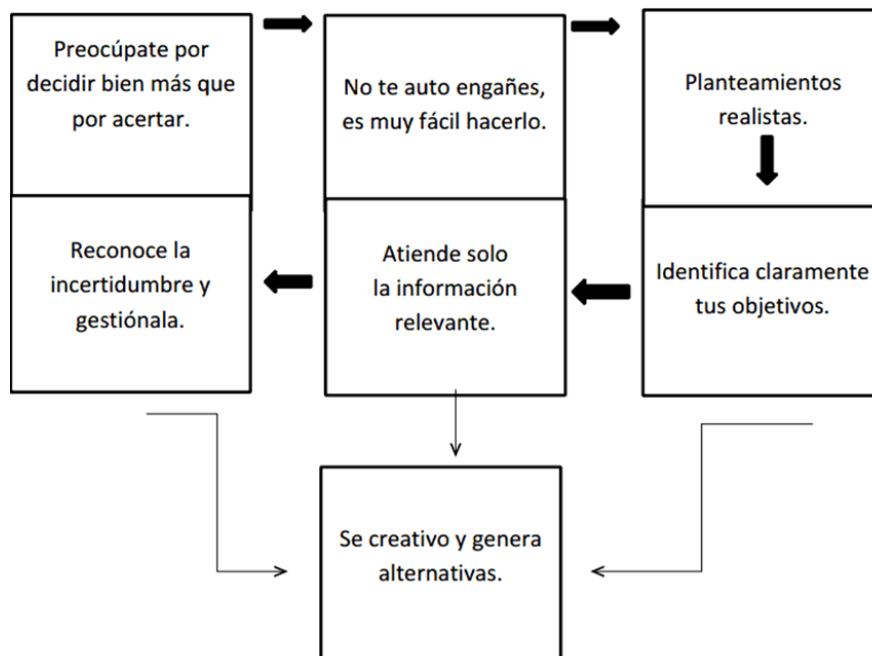 Preocúpate por
decidir bien más que
por acertar.
No te auto engañes,
es muy fácil hacerlo.
Planteamientos
realistas.
Reconoce la
incertidumbre y
gestiónala.
Atiende solo
la información
relevante.
Identifica claramente
tus objetivos.
Se creativo y genera
alternativas.